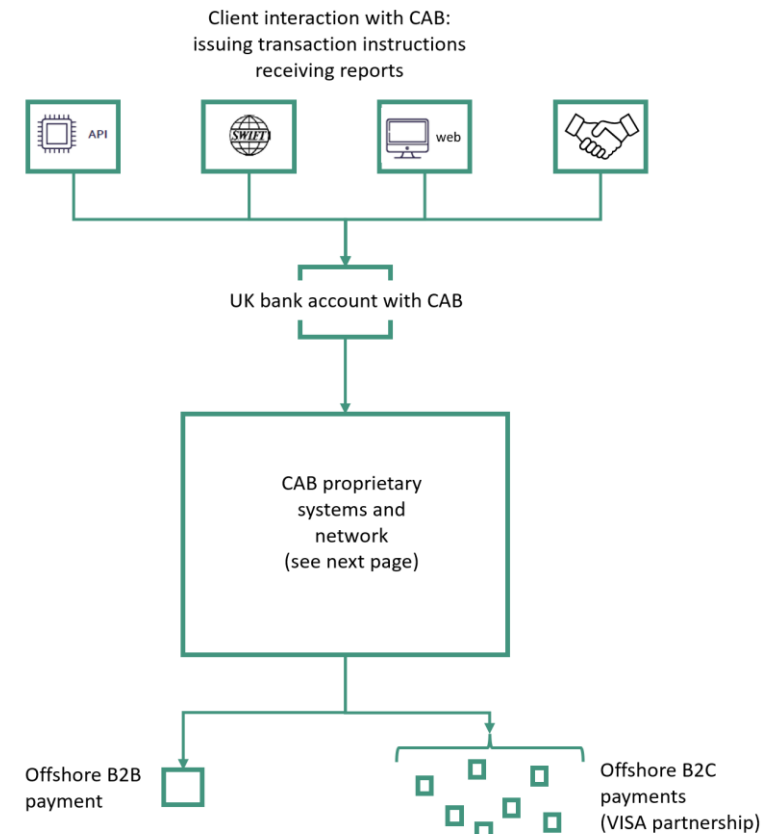 Client interaction with CAB:
issuing transaction instructions
receiving reports
API
SWIFT
web
UK bank account with CAB
CAB proprietary
systems and
network
(see next page)
Offshore B2B
payment
Offshore B2C
payments
(VISA partnership)